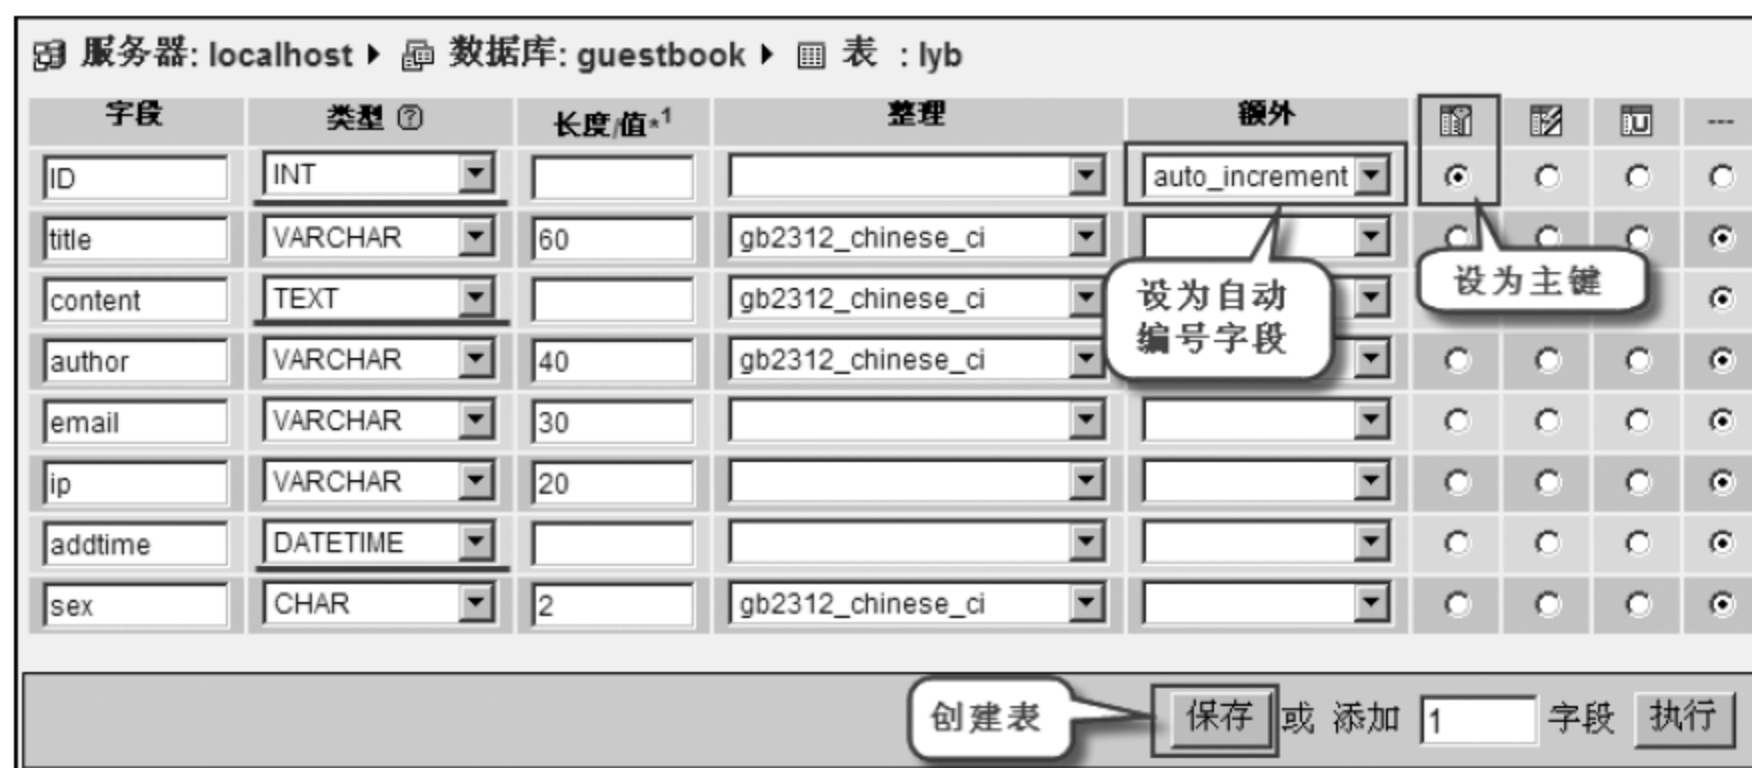 服务器: localhost ▸ 数据库: guestbook ▸ 表 : lyb
字段 类型 长度/值*1 整理 额外 ---
ID INT auto_increment
title VARCHAR 60 gb2312_chinese_ci
content TEXT gb2312_chinese_ci
author VARCHAR 40 gb2312_chinese_ci
email VARCHAR 30
ip VARCHAR 20
addtime DATETIME
sex CHAR 2 gb2312_chinese_ci
设为自动
编号字段
设为主键
创建表 保存 或 添加 1 字段 执行